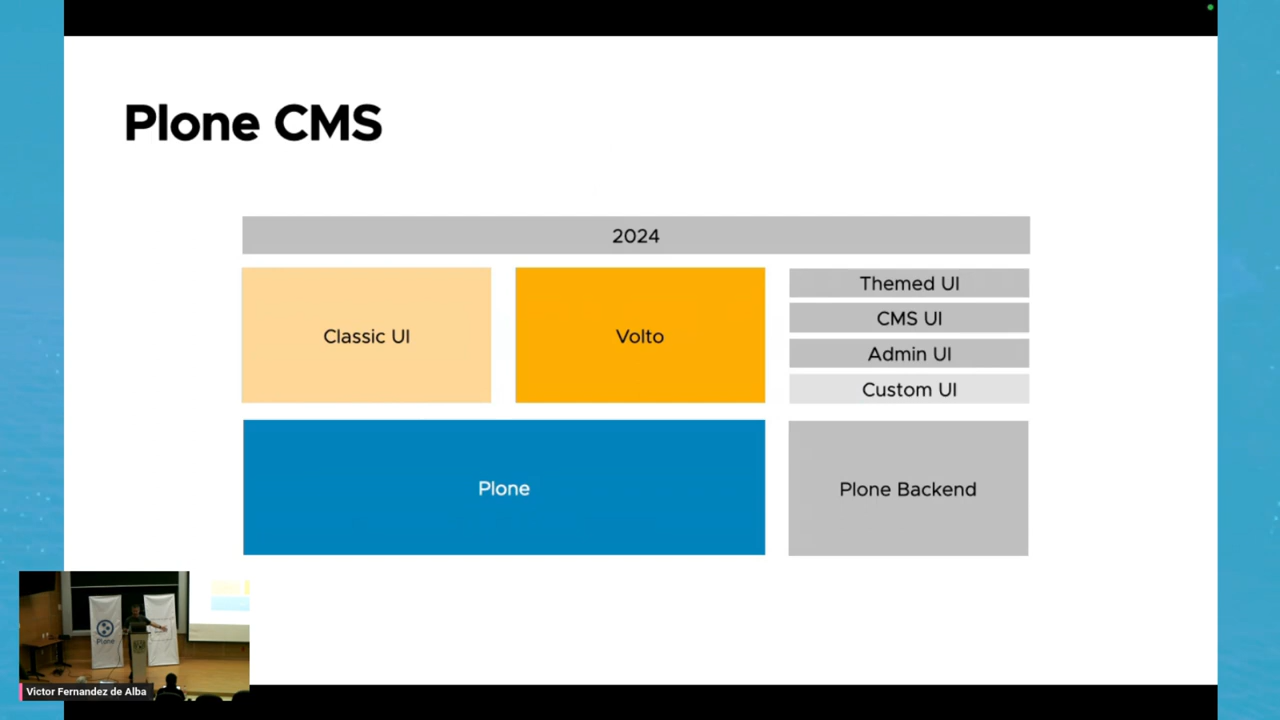 Plone CMS
2024
Classic UI
Volto
Themed UI
CMS UI
Admin UI
Custom UI
Plone
Plone Backend
Plone
Victor Fernandez de Alba